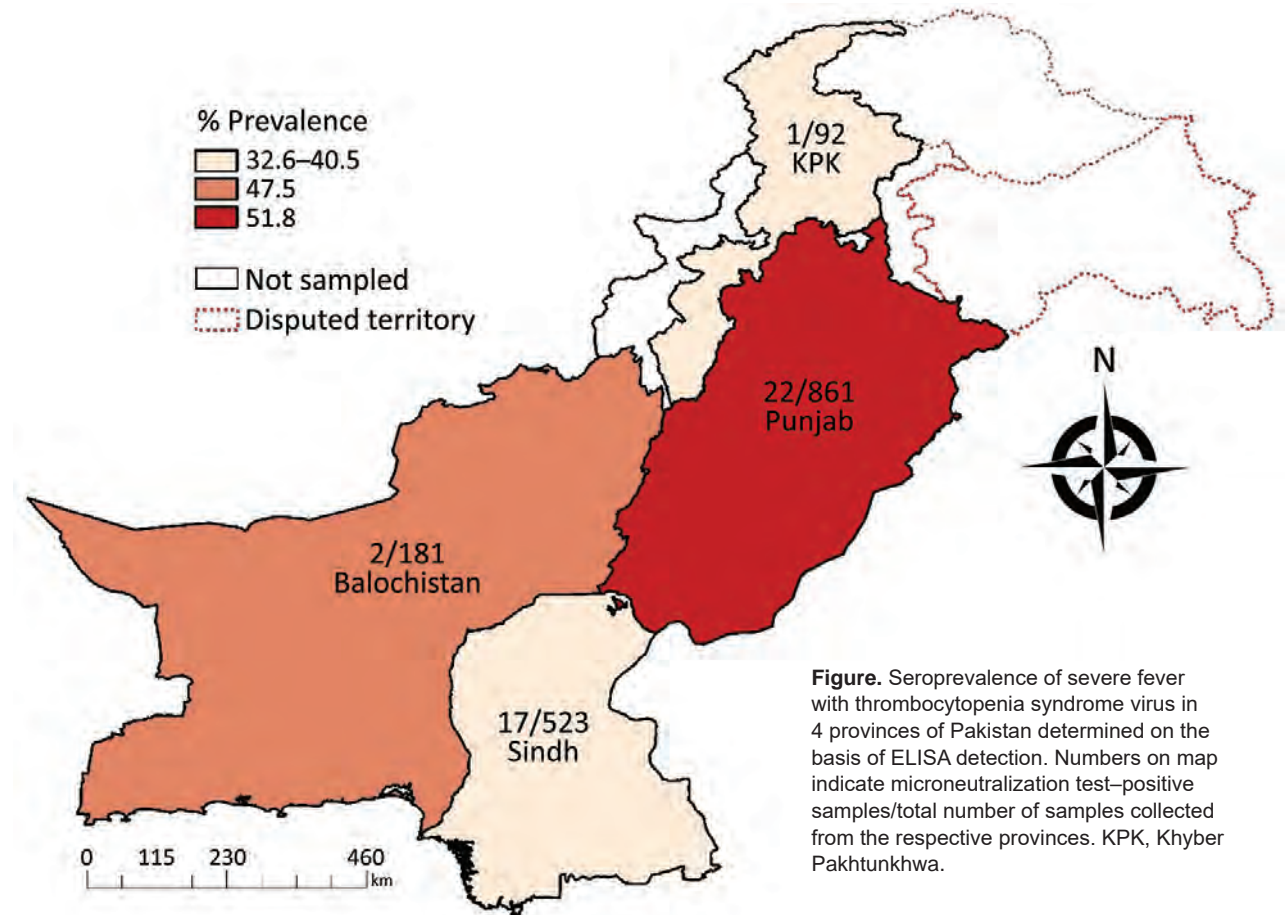 % Prevalence
32.6–40.5
47.5
51.8
Not sampled
Disputed territory
1/92
KPK
22/861
Punjab
N
2/181
Balochistan
17/523
Sindh
0 115 230 460
km
Figure. Seroprevalence of severe fever
with thrombocytopenia syndrome virus in
4 provinces of Pakistan determined on the
basis of ELISA detection. Numbers on map
indicate microneutralization test–positive
samples/total number of samples collected
from the respective provinces. KPK, Khyber
Pakhtunkhwa.